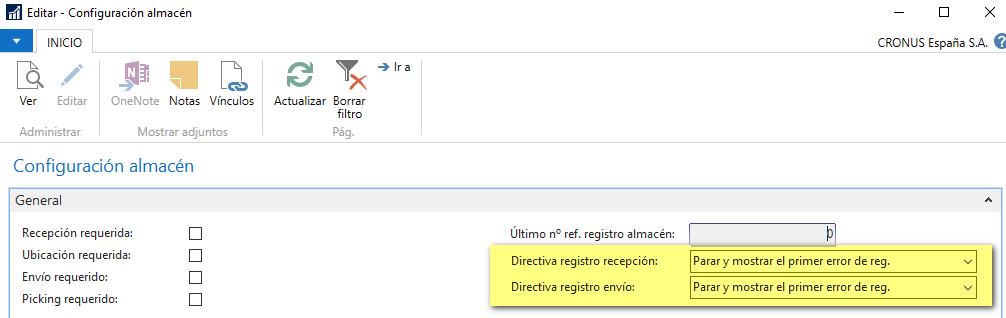 Editar - Configuración almacén
INICIO
CRONUS España S.A.
Ver
Editar
OneNote
Notas
Vínculos
Actualizar
Borrar
filtro
Ir a
Administrar
Mostrar adjuntos
Pág.
Configuración almacén
General
Recepción requerida:
Ubicación requerida:
Envío requerido:
Picking requerido:
Último nº ref. registro almacén: 0
Directiva registro recepción: Parar y mostrar el primer error de reg.
Directiva registro envío: Parar y mostrar el primer error de reg.